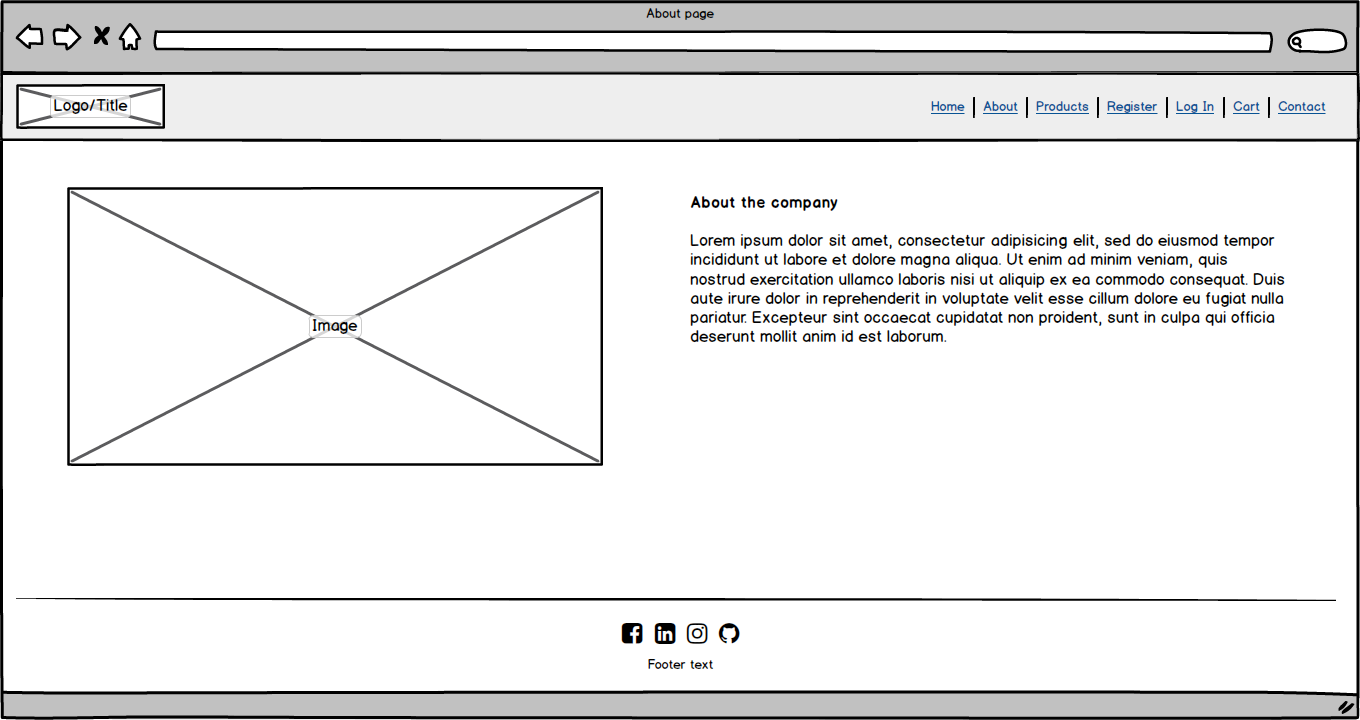 About page
Logo/Title
Home | About | Products | Register | Log In | Cart | Contact
About the company
Lorem ipsum dolor sit amet, consectetur adipisicing elit, sed do eiusmod tempor
incididunt ut labore et dolore magna aliqua. Ut enim ad minim veniam, quis
nostrud exercitation ullamco laboris nisi ut aliquip ex ea commodo consequat. Duis
aute irure dolor in reprehenderit in voluptate velit esse cillum dolore eu fugiat nulla
pariatur. Excepteur sint occaecat cupidatat non proident, sunt in culpa qui officia
deserunt mollit anim id est laborum.
Image
Footer text